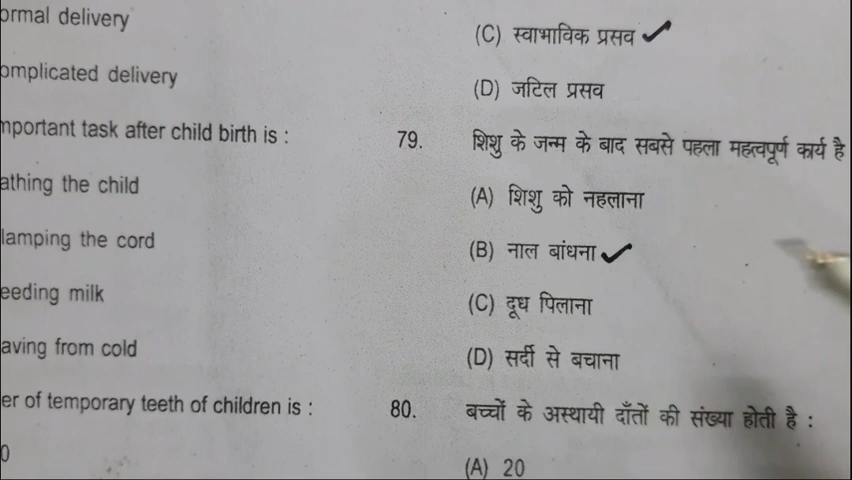 ormal delivery
omplicated delivery
mportant task after child birth is :
athing the child
lamping the cord
eeding milk
aving from cold
er of temporary teeth of children is :
0
(C) स्वाभाविक प्रसव
(D) जटिल प्रसव
79. शिशु के जन्म के बाद सबसे पहला महत्वपूर्ण कार्य है
(A) शिशु को नहलाना
(B) नाल बांधना
(C) दूध पिलाना
(D) सर्दी से बचाना
80. बच्चों के अस्थायी दाँतों की संख्या होती है :
(A) 20